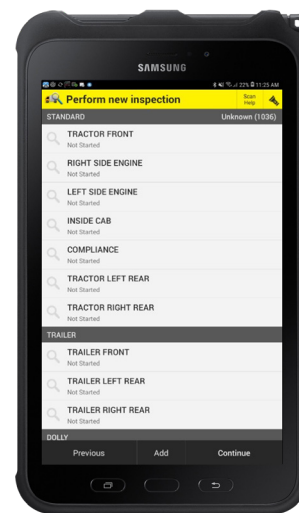 SAMSUNG
22% 11:25 AM
Perform new inspection
Scan
Help
STANDARD Unknown (1036)
TRACTOR FRONT
Not Started
RIGHT SIDE ENGINE
Not Started
LEFT SIDE ENGINE
Not Started
INSIDE CAB
Not Started
COMPLIANCE
Not Started
TRACTOR LEFT REAR
Not Started
TRACTOR RIGHT REAR
Not Started
TRAILER
TRAILER FRONT
Not Started
TRAILER LEFT REAR
Not Started
TRAILER RIGHT REAR
Not Started
DOLLY
Previous Add Continue